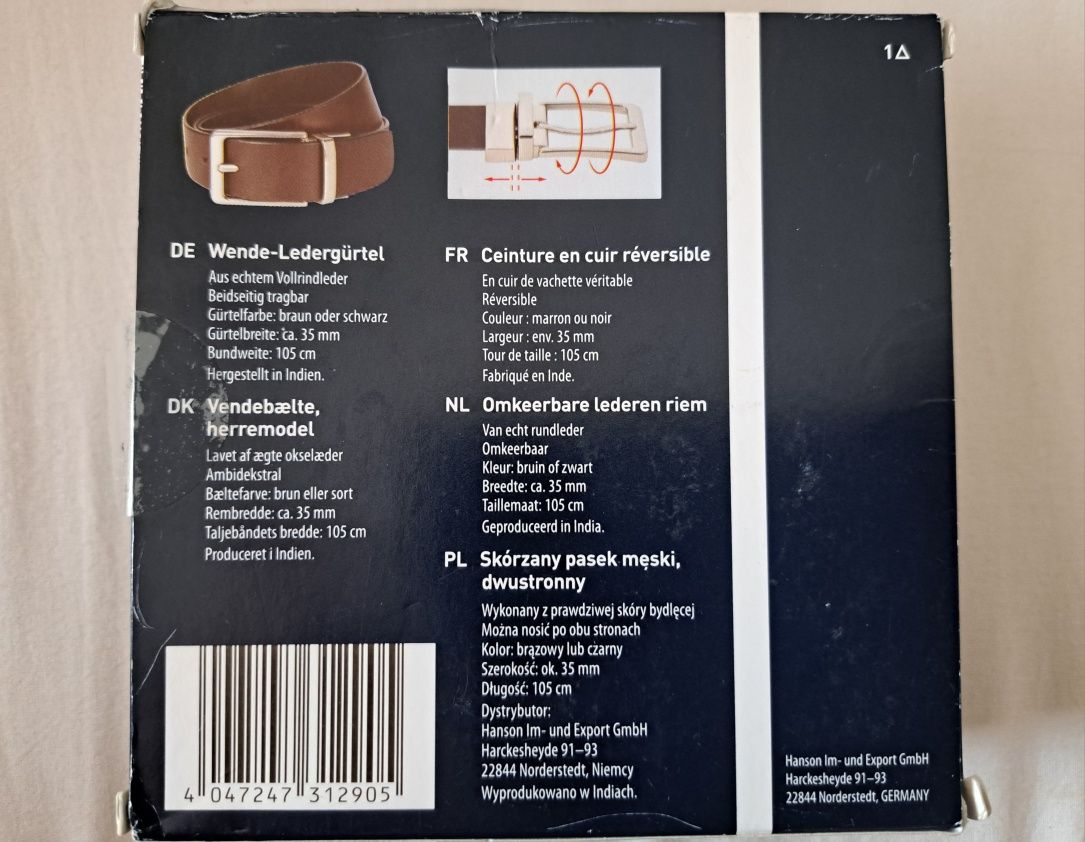 1△
DE Wende-Ledergürtel
Aus echtem Vollrindleder
Beidseitig tragbar
Gürtelfarbe: braun oder schwarz
Gürtelbreite: ca. 35 mm
Bundweite: 105 cm
Hergestellt in Indien.
DK Vendebælte,
herremodel
Lavet af ægte okselæder
Ambidekstral
Bæltefarve: brun eller sort
Rembredde: ca. 35 mm
Taljebåndets bredde: 105 cm
Produceret i Indien.
4 047247 312905
FR Ceinture en cuir réversible
En cuir de vachette véritable
Réversible
Couleur : marron ou noir
Largeur : env. 35 mm
Tour de taille : 105 cm
Fabriqué en Inde.
NL Omkeerbare lederen riem
Van echt rundleder
Omkeerbaar
Kleur: bruin of zwart
Breedte: ca. 35 mm
Taillemaat: 105 cm
Geproduceerd in India.
PL Skórzany pasek męski,
dwustronny
Wykonany z prawdziwej skóry bydlęcej
Można nosić po obu stronach
Kolor: brązowy lub czarny
Szerokość: ok. 35 mm
Długość: 105 cm
Dystrybutor:
Hanson Im- und Export GmbH
Harckesheyde 91–93
22844 Norderstedt, Niemcy
Wyprodukowano w Indiach.
Hanson Im- und Export GmbH
Harckesheyde 91–93
22844 Norderstedt, GERMANY